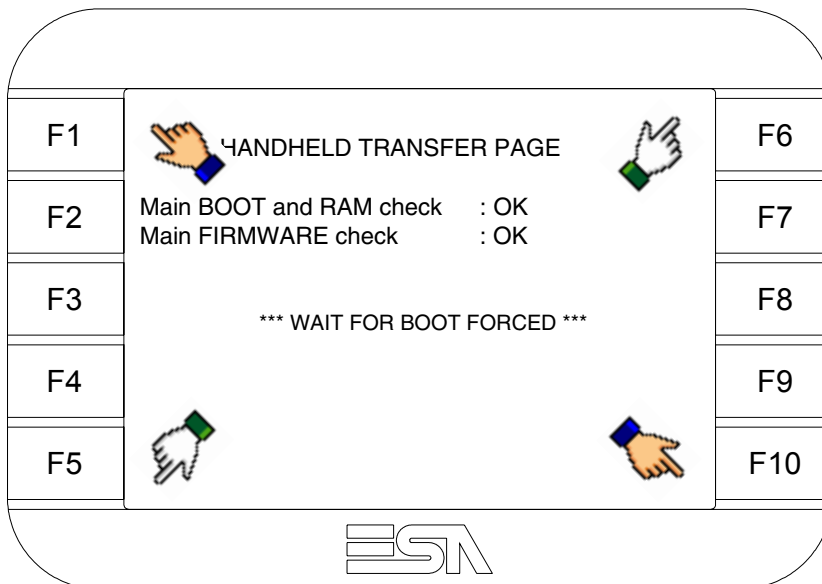 F1
F6
HANDHELD TRANSFER PAGE
F2
F7
Main BOOT and RAM check : OK
Main FIRMWARE check : OK
F3
F8
*** WAIT FOR BOOT FORCED ***
F4
F9
F5
F10
ESA